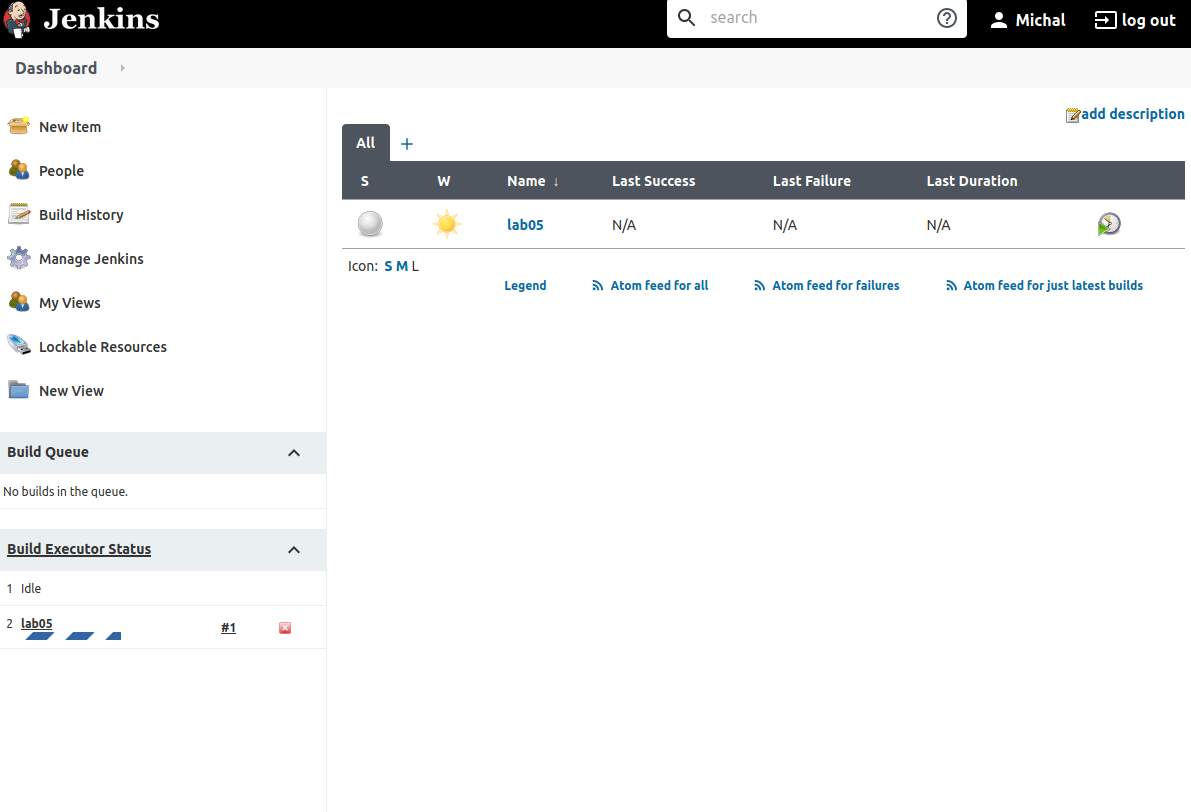 Jenkins
search
Michal
log out
Dashboard
New Item
People
Build History
Manage Jenkins
My Views
Lockable Resources
New View
Build Queue
No builds in the queue.
Build Executor Status
1 Idle
2 lab05 #1
add description
All +
S W Name ↓ Last Success Last Failure Last Duration
lab05 N/A N/A N/A
Icon: S M L
Legend Atom feed for all Atom feed for failures Atom feed for just latest builds